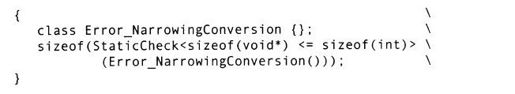 { \
class Error_NarrowingConversion {}; \
sizeof(StaticCheck<sizeof(void*) <= sizeof(int)> \
(Error_NarrowingConversion())); \
}